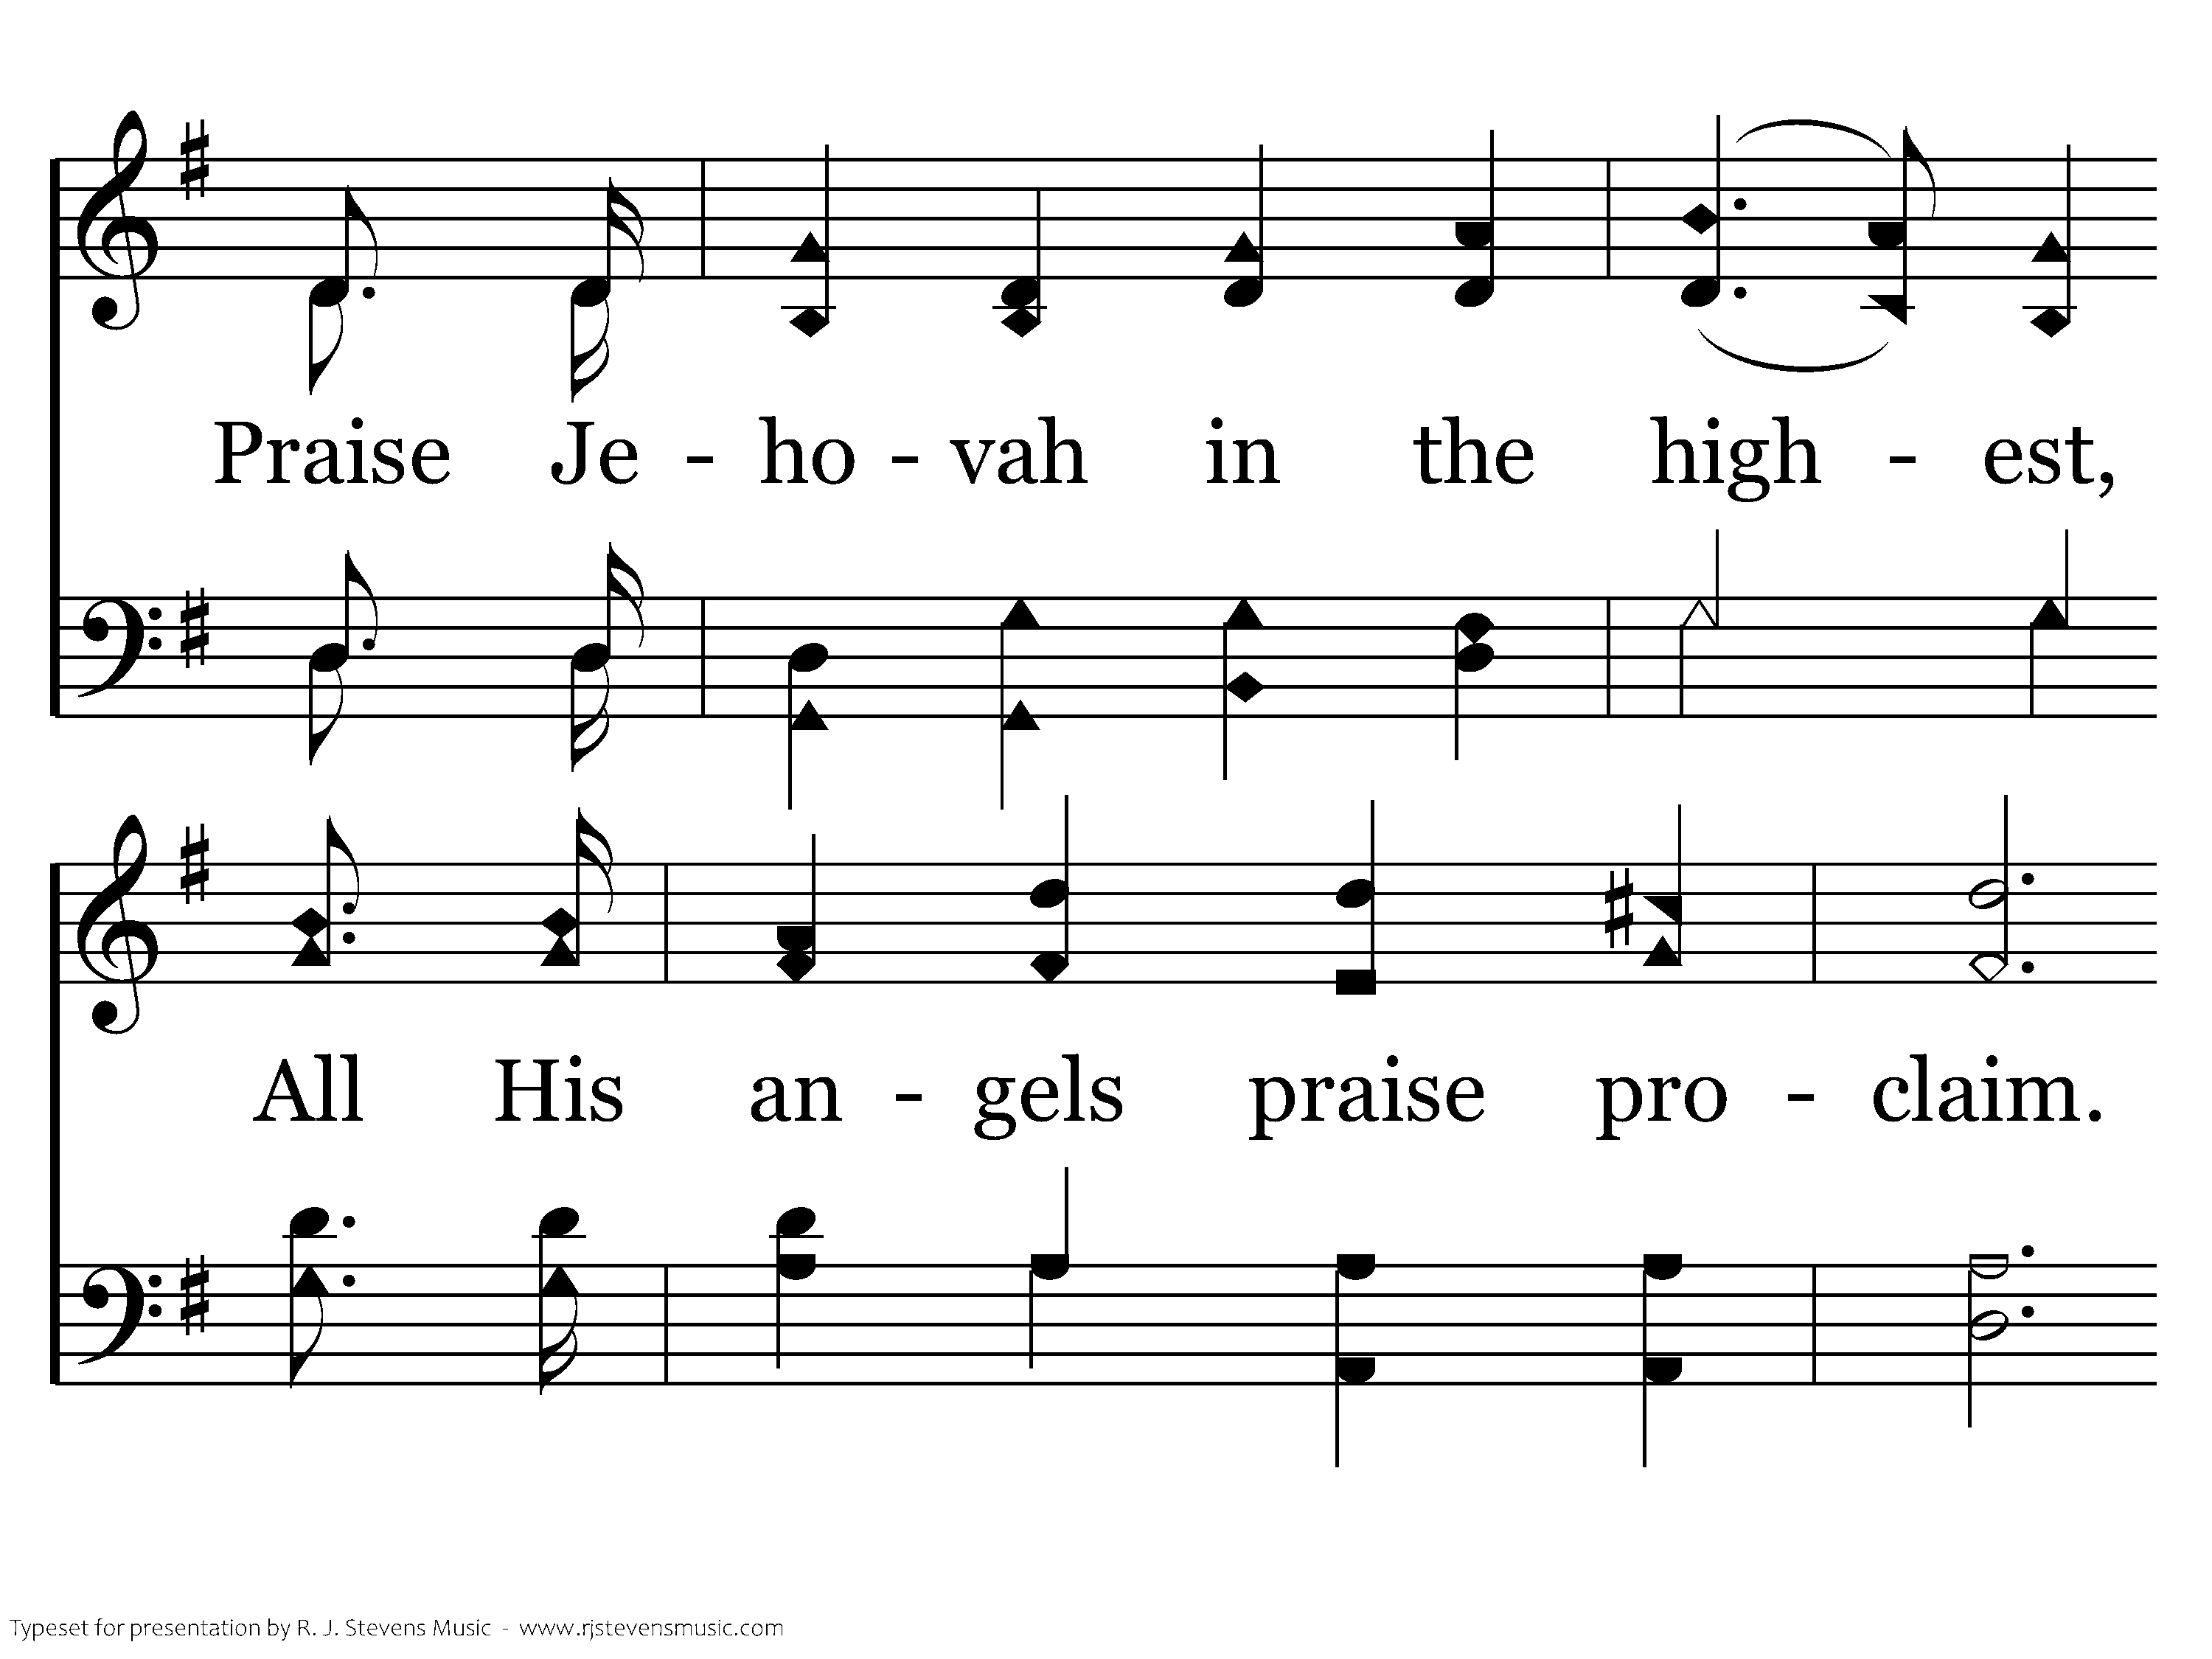 Praise Je - ho - vah in the high - est,
All His an - gels praise pro - claim.
Typeset for presentation by R. J. Stevens Music - www.rjstevensmusic.com